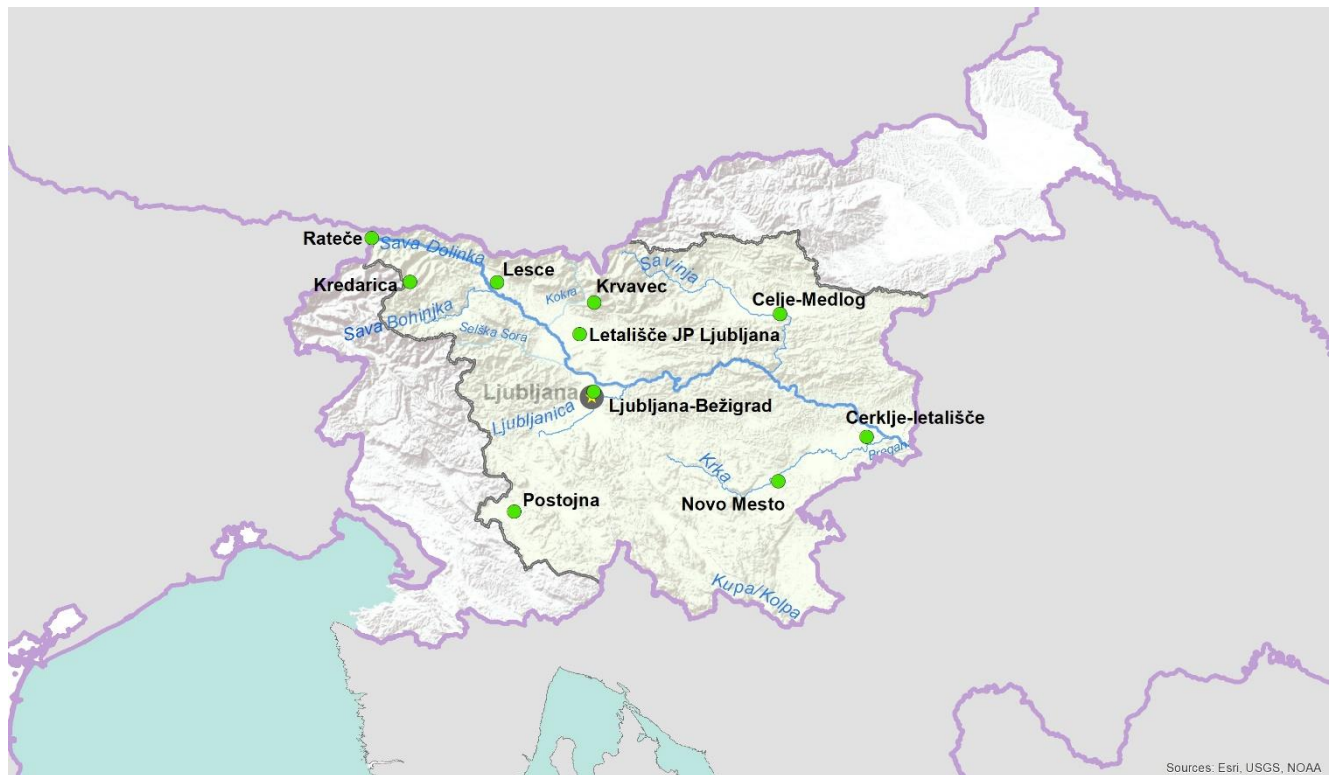 Rateče
Sava Dolinka
Lesce
Kredarica
Krvavec
Kokra
Savinja
Celje-Medlog
Sava Bohinjka
Selška Sora
Letališče JP Ljubljana
Ljubljana
Ljubljana-Bežigrad
Ljubljanica
Cerklje-letališče
Bregan
Krka
Postojna
Novo Mesto
Kupa/Kolpa
Sources: Esri, USGS, NOAA